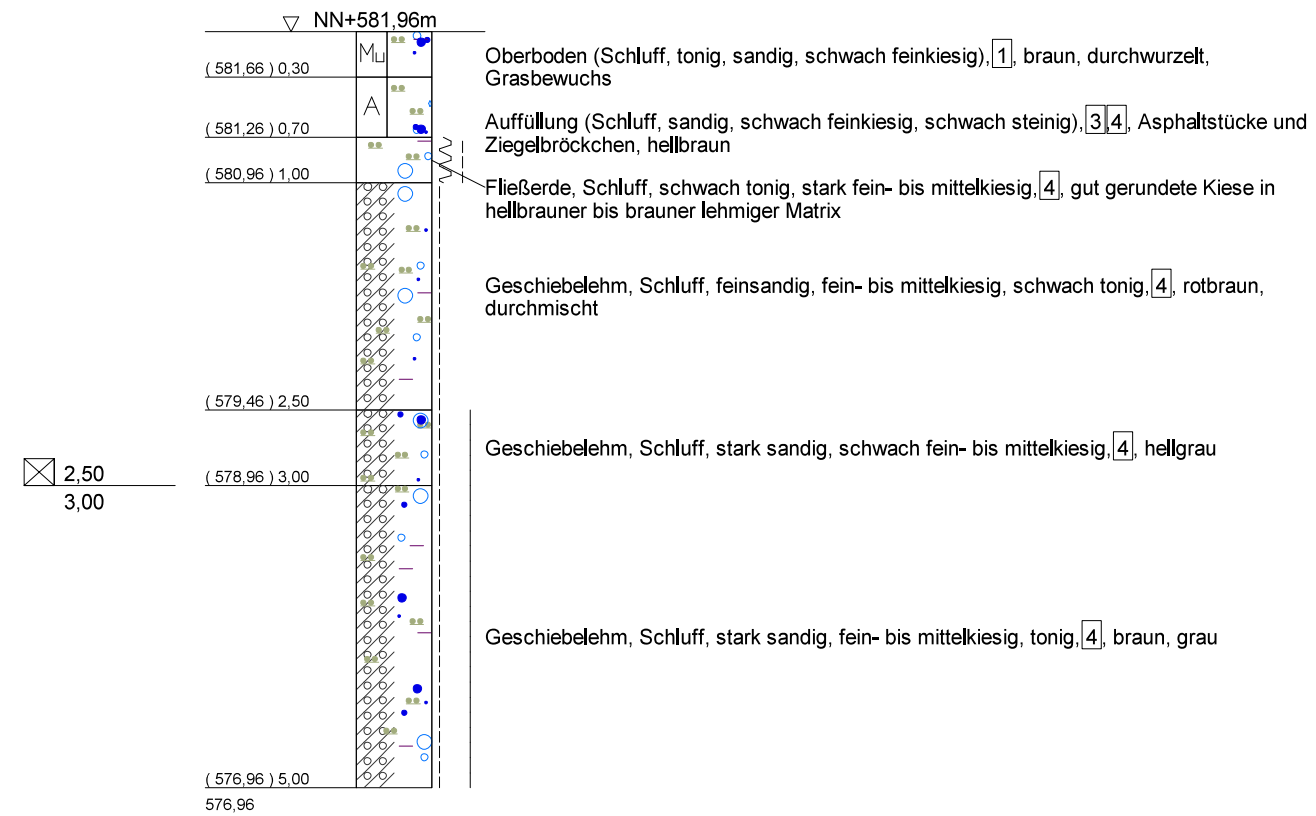 NN+581,96m
Mu
Oberboden (Schluff, tonig, sandig, schwach feinkiesig),1, braun, durchwurzelt,
Grasbewuchs
(581,66) 0,30
A
Auffüllung (Schluff, sandig, schwach feinkiesig, schwach steinig),3,4, Asphaltstücke und
Ziegelbröckchen, hellbraun
(581,26) 0,70
(580,96) 1,00
Fließerde, Schluff, schwach tonig, stark fein- bis mittelkiesig,4, gut gerundete Kiese in
hellbrauner bis brauner lehmiger Matrix
Geschiebelehm, Schluff, feinsandig, fein- bis mittelkiesig, schwach tonig,4, rotbraun,
durchmischt
(579,46) 2,50
Geschiebelehm, Schluff, stark sandig, schwach fein- bis mittelkiesig,4, hellgrau
2,50
3,00
(578,96) 3,00
Geschiebelehm, Schluff, stark sandig, fein- bis mittelkiesig, tonig,4, braun, grau
(576,96) 5,00
576,96